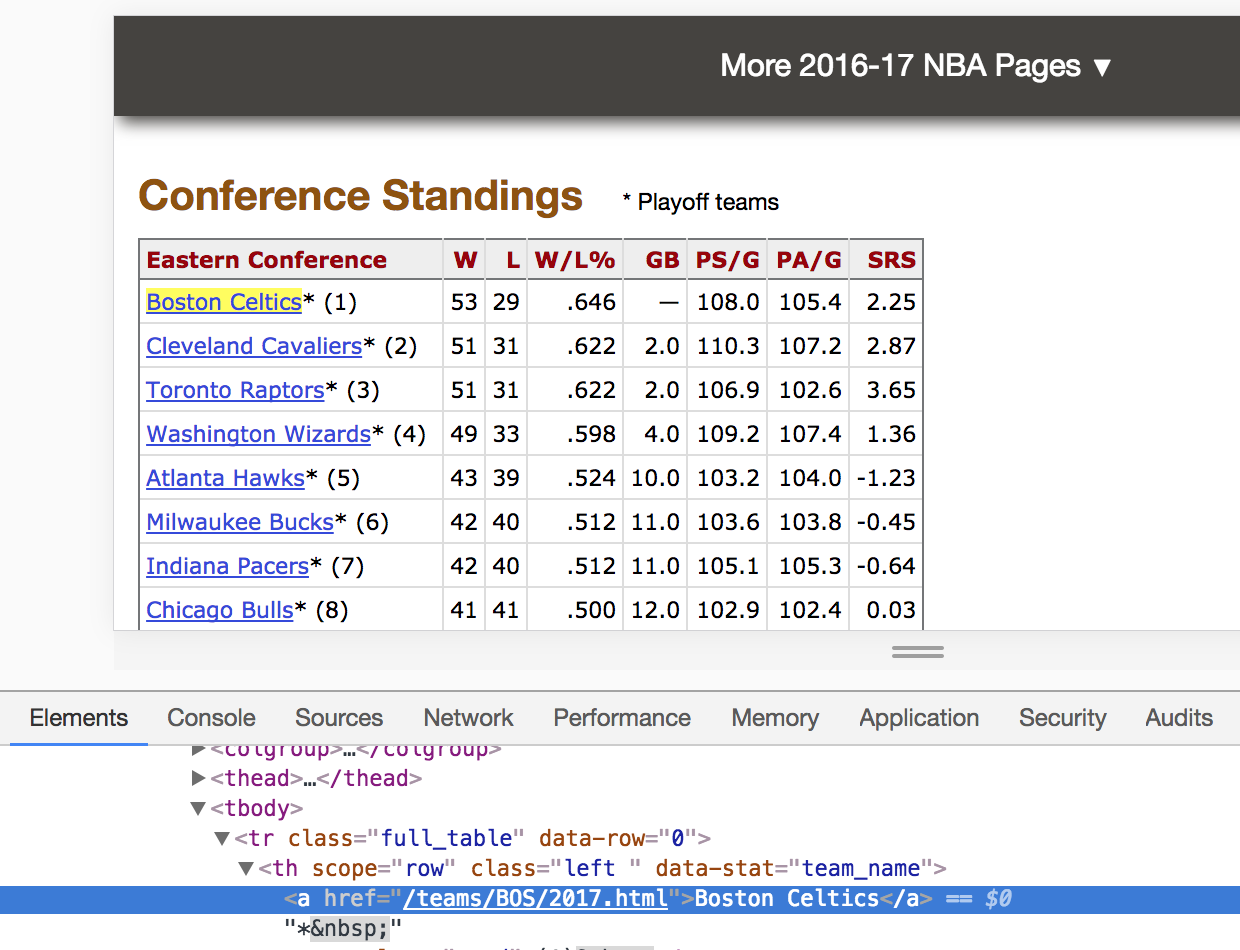 More 2016-17 NBA Pages ▼
Conference Standings * Playoff teams
Eastern Conference W L W/L% GB PS/G PA/G SRS
Boston Celtics* (1) 53 29 .646 — 108.0 105.4 2.25
Cleveland Cavaliers* (2) 51 31 .622 2.0 110.3 107.2 2.87
Toronto Raptors* (3) 51 31 .622 2.0 106.9 102.6 3.65
Washington Wizards* (4) 49 33 .598 4.0 109.2 107.4 1.36
Atlanta Hawks* (5) 43 39 .524 10.0 103.2 104.0 -1.23
Milwaukee Bucks* (6) 42 40 .512 11.0 103.6 103.8 -0.45
Indiana Pacers* (7) 42 40 .512 11.0 105.1 105.3 -0.64
Chicago Bulls* (8) 41 41 .500 12.0 102.9 102.4 0.03
Elements Console Sources Network Performance Memory Application Security Audits
▶<colgroup>…</colgroup>
▶<thead>…</thead>
▼<tbody>
▼<tr class="full_table" data-row="0">
▼<th scope="row" class="left " data-stat="team_name">
<a href="/teams/BOS/2017.html">Boston Celtics</a> == $0
"*&nbsp;"